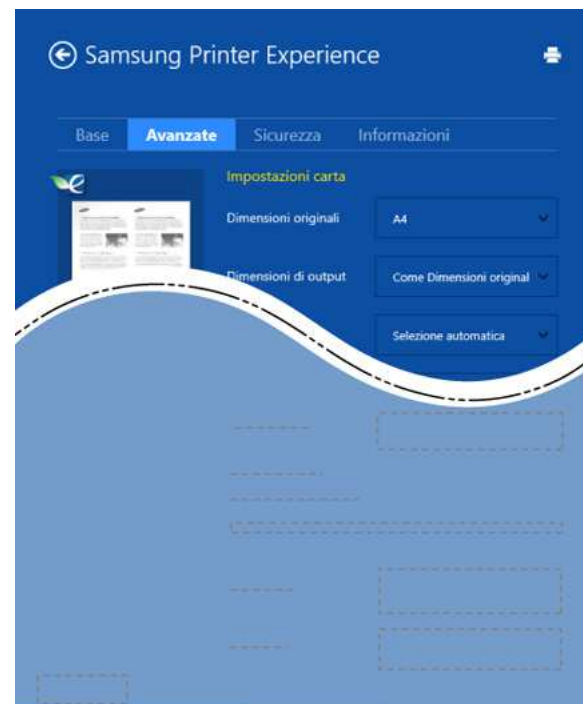 Samsung Printer Experience
Base Avanzate Sicurezza Informazioni
Impostazioni carta
Dimensioni originali A4
Dimensioni di output Come Dimensioni original
Selezione automatica